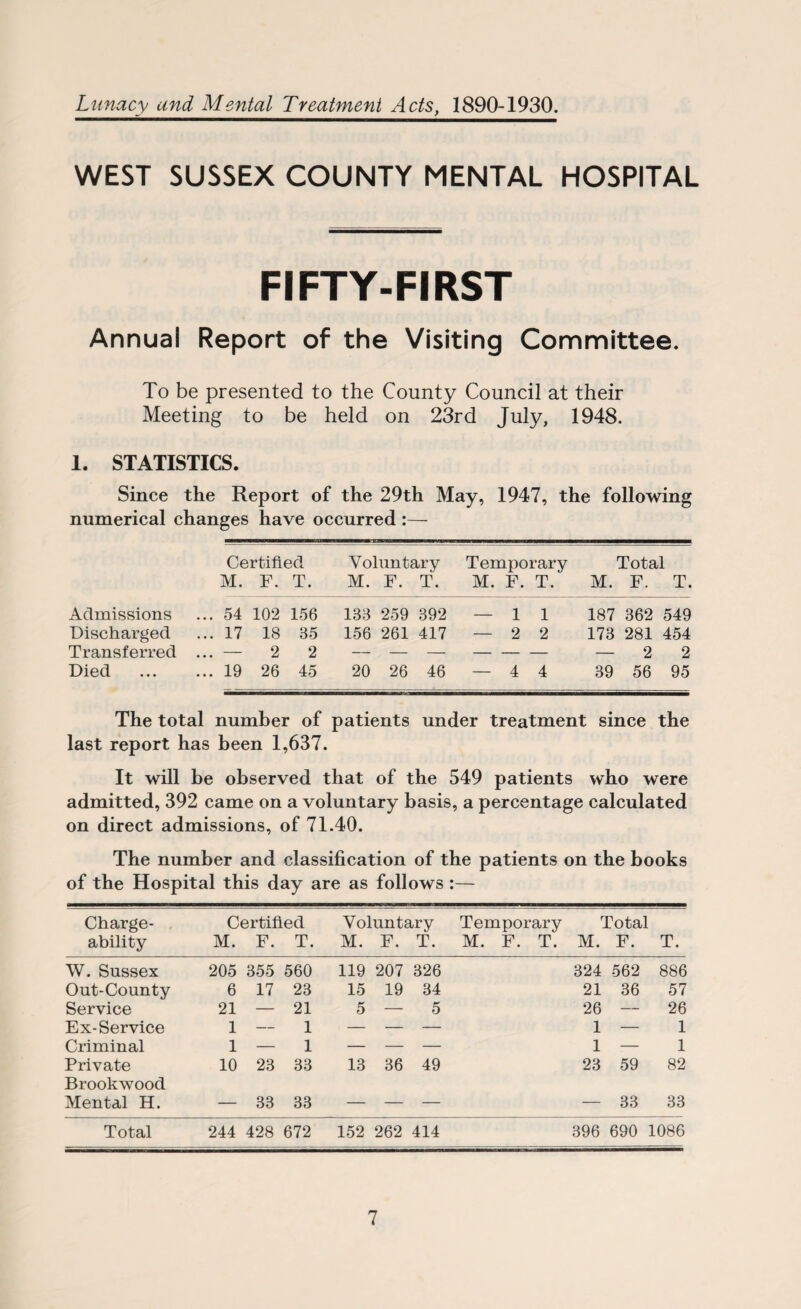 Lunacy and Mental Treatment Acts, 1890-1930.
WEST SUSSEX COUNTY MENTAL HOSPITAL
FIFTY-FIRST
Annual Report of the Visiting Committee.
To be presented to the County Council at their
Meeting to be held on 23rd July, 1948.
1. STATISTICS.
Since the Report of the 29th May, 1947, the following
numerical changes have occurred :—
Certified Voluntary Temporary Total
M. F. T. M. F. T. M. F. T. M. F. T.
Admissions ... 54 102 156 133 259 392 — 1 1 187 362 549
Discharged ... 17 18 35 156 261 417 — 2 2 173 281 454
Transferred ... — 2 2 — — — — — — — 2 2
Died ... ... 19 26 45 20 26 46 — 4 4 39 56 95
The total number of patients under treatment since the
last report has been 1,637.
It will be observed that of the 549 patients who were
admitted, 392 came on a voluntary basis, a percentage calculated
on direct admissions, of 71.40.
The number and classification of the patients on the books
of the Hospital this day are as follows :—
Charge- Certified Voluntary Temporary Total
ability M. F. T. M. F. T. M. F. T. M. F. T.
W. Sussex 205 355 560 119 207 326 324 562 886
Out-County 6 17 23 15 19 34 21 36 57
Service 21 — 21 5 — 5 26 — 26
Ex-Service 1 — 1 — — — 1 — 1
Criminal 1 — 1 — — — 1 — 1
Private 10 23 33 13 36 49 23 59 82
Brookwood
Mental H. — 33 33 — — — — 33 33
Total 244 428 672 152 262 414 396 690 1086
7